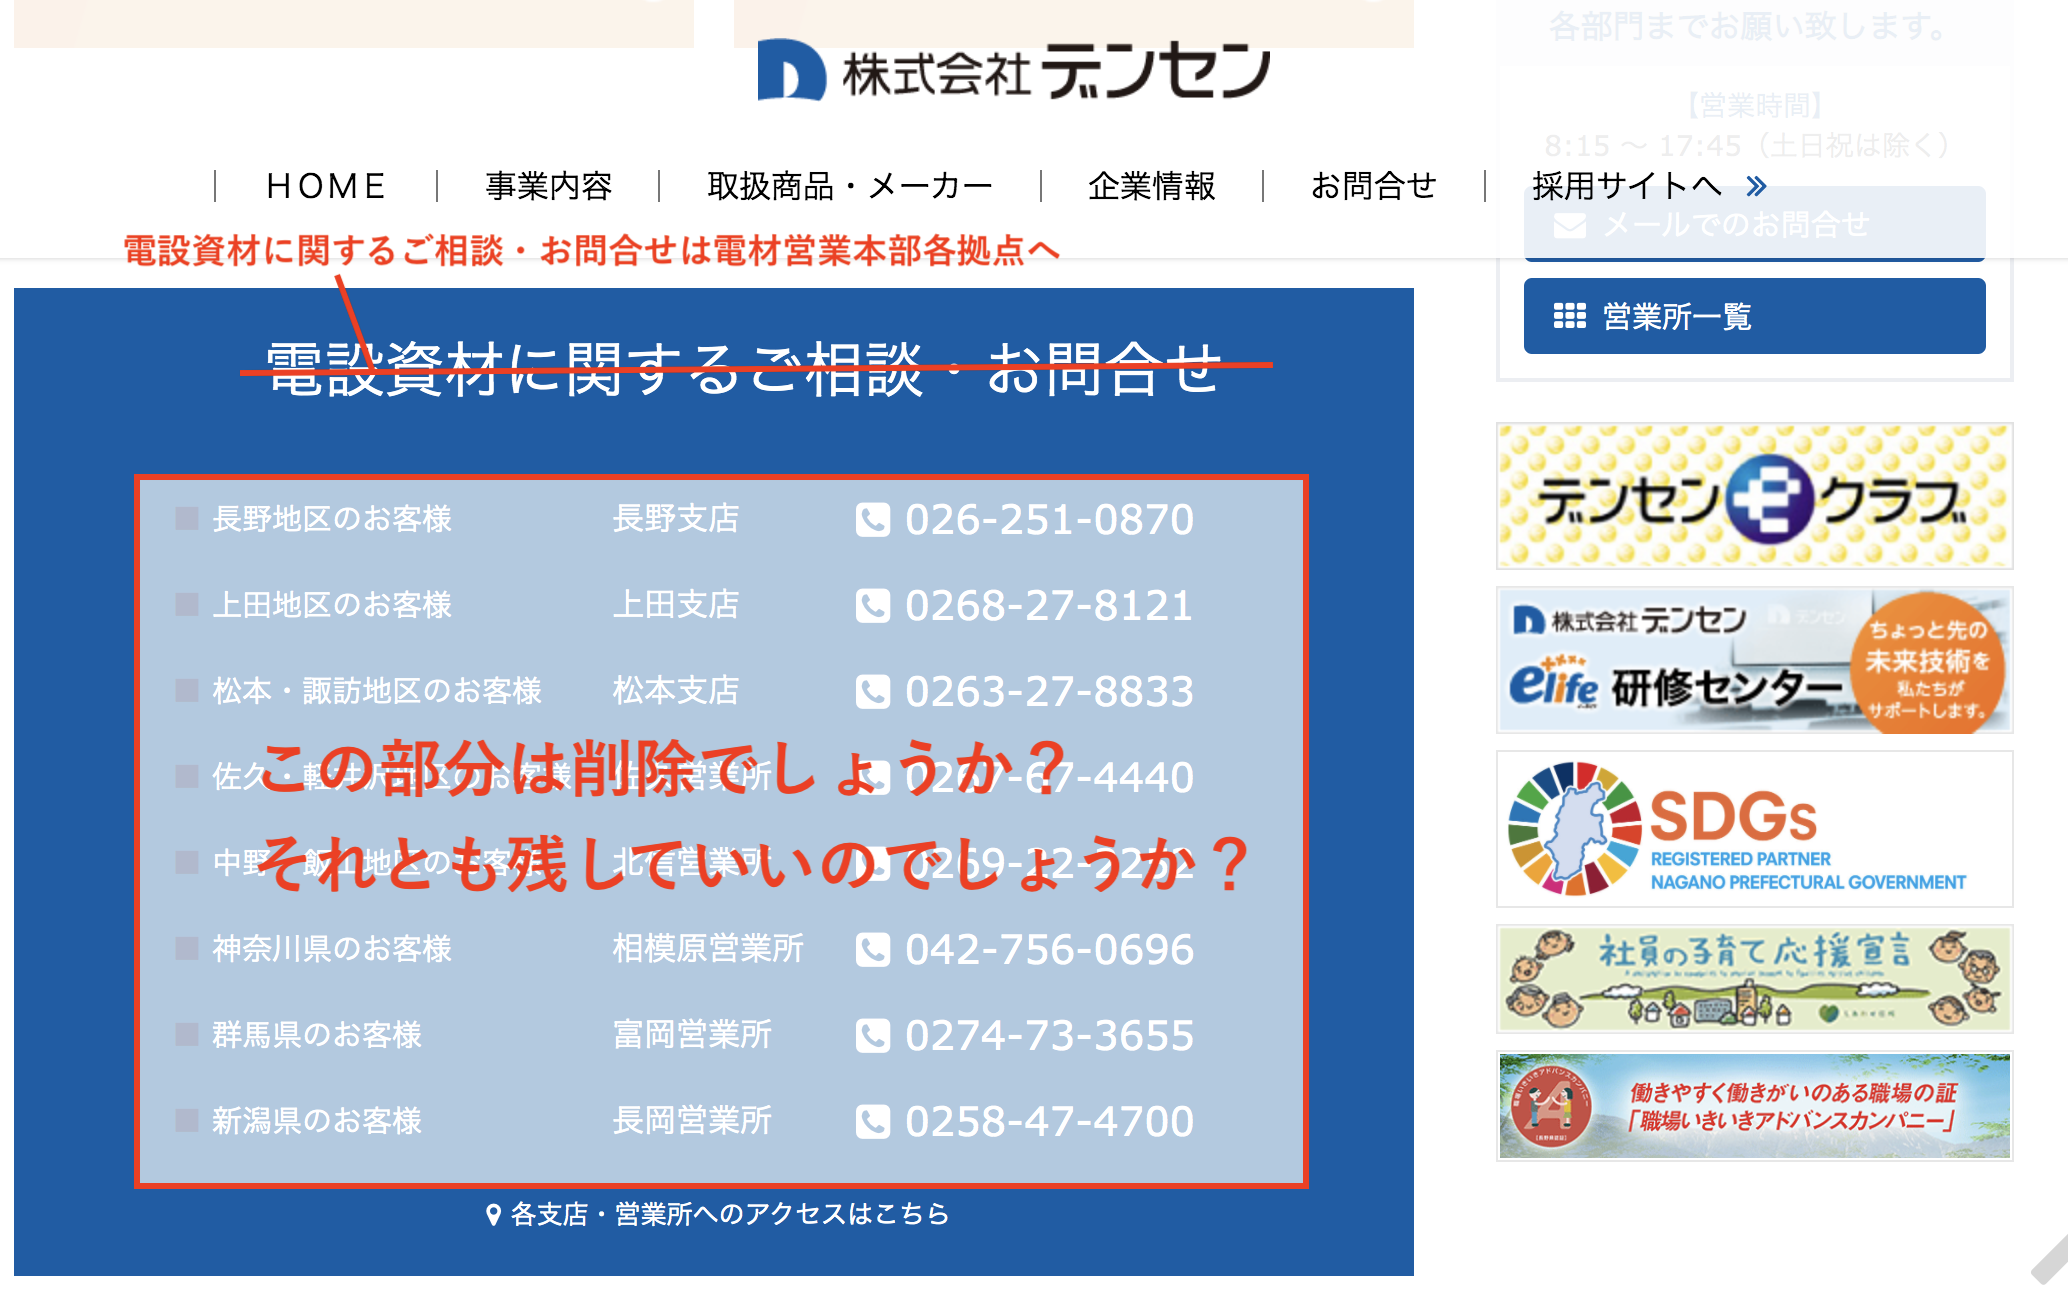 各部門までお願い致します。
株式会社デンセン
【営業時間】
8:15 ～ 17:45（土日祝は除く）
HOME
事業内容
取扱商品・メーカー
企業情報
お問合せ
採用サイトへ
メールでのお問合せ
電設資材に関するご相談・お問合せは電材営業本部各拠点へ
営業所一覧
電設資材に関するご相談・お問合せ
長野地区のお客様 長野支店 026-251-0870
上田地区のお客様 上田支店 0268-27-8121
松本・諏訪地区のお客様 松本支店 0263-27-8833
佐久・軽井沢地区のお客様 佐久営業所 0267-67-4440
この部分は削除でしょうか？
中野・飯山地区のお客様 北信営業所 0269-22-2252
それとも残していいのでしょうか？
神奈川県のお客様 相模原営業所 042-756-0696
群馬県のお客様 富岡営業所 0274-73-3655
新潟県のお客様 長岡営業所 0258-47-4700
各支店・営業所へのアクセスはこちら
デンセンeクラブ
株式会社デンセン
elife 研修センター
ちょっと先の
未来技術を
私たちが
サポートします。
SDGs
REGISTERED PARTNER
NAGANO PREFECTURAL GOVERNMENT
社員の子育て応援宣言
働きやすく働きがいのある職場の証
「職場いきいきアドバンスカンパニー」